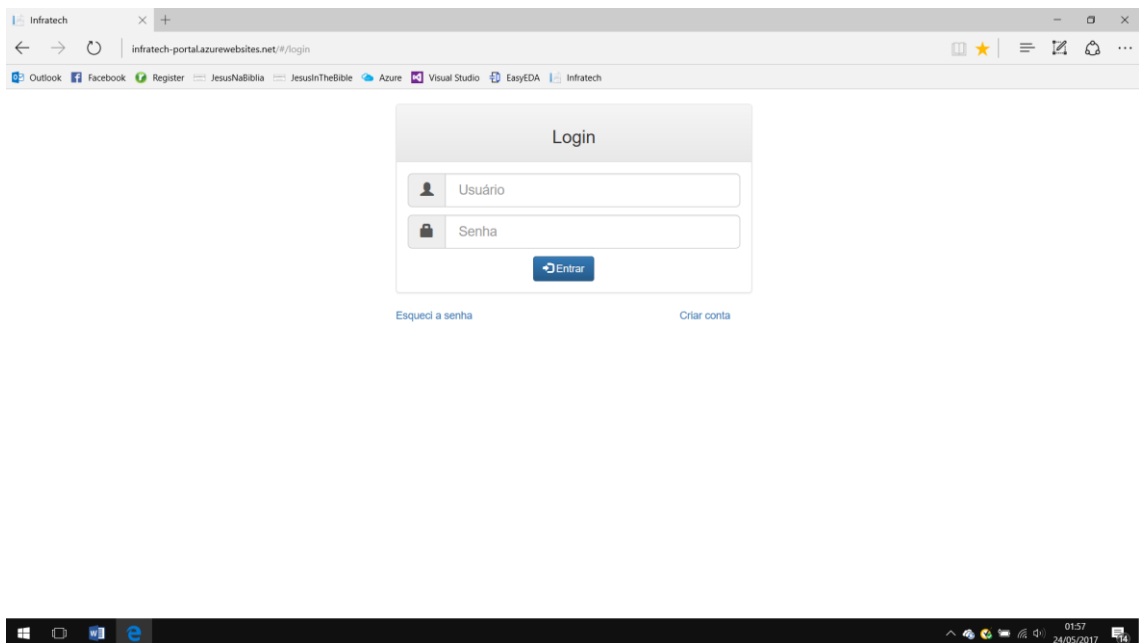 Infratech
infratech-portal.azurewebsites.net/#/login
Outlook Facebook Register JesusNaBiblia JesusInTheBible Azure Visual Studio EasyEDA Infratech
Login
Usuário
Senha
Entrar
Esqueci a senha Criar conta
01:57
24/05/2017
14